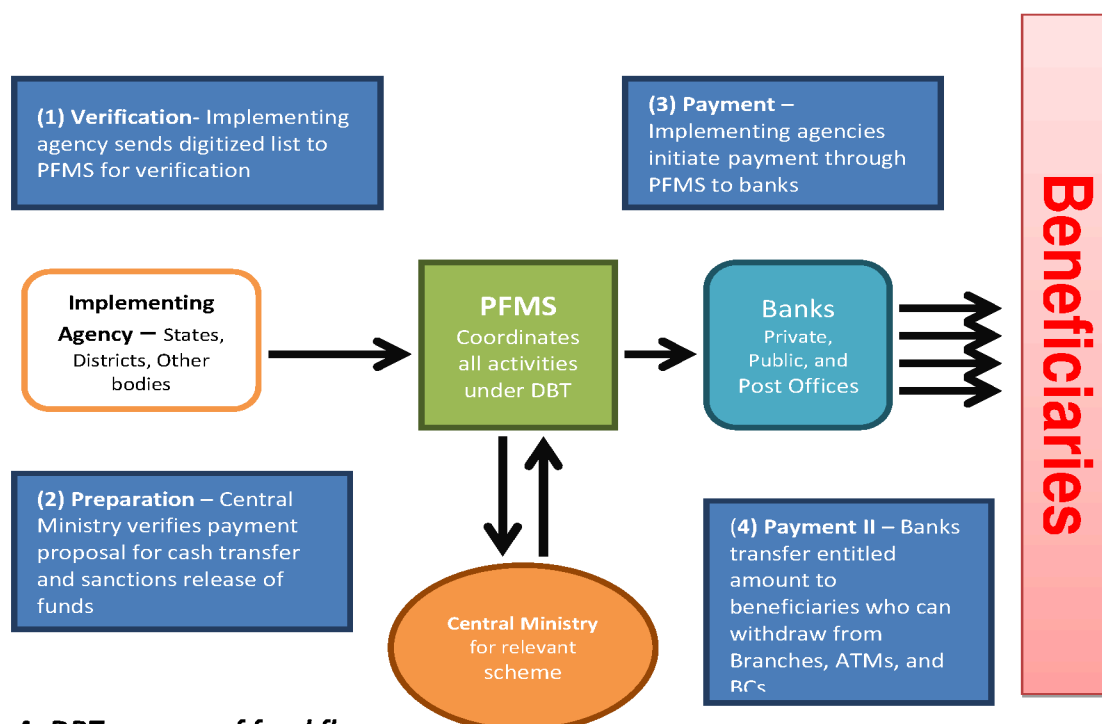 (1) Verification- Implementing
agency sends digitized list to
PFMS for verification
(3) Payment –
Implementing agencies
initiate payment through
PFMS to banks
Beneficiaries
Implementing
Agency – States,
Districts, Other
bodies
PFMS
Coordinates
all activities
under DBT
Banks
Private,
Public, and
Post Offices
(2) Preparation – Central
Ministry verifies payment
proposal for cash transfer
and sanctions release of
funds
Central Ministry
for relevant
scheme
(4) Payment II – Banks
transfer entitled
amount to
beneficiaries who can
withdraw from
Branches, ATMs, and
BCs